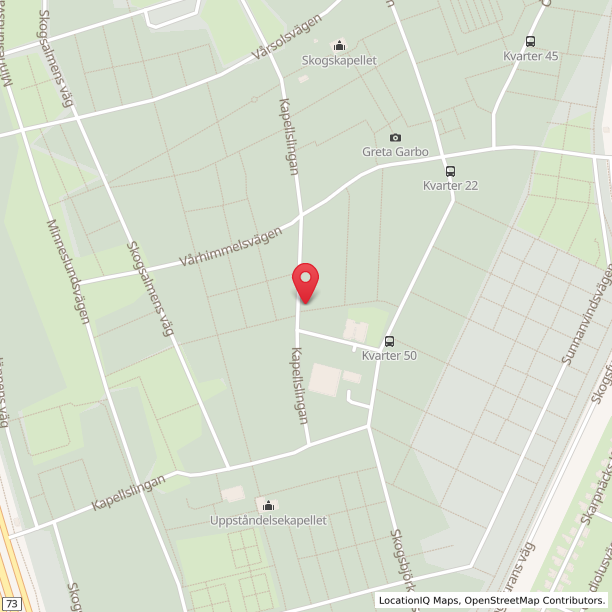 Vårsolsvägen
Skogskapellet
Kvarter 45
Skogsalmens väg
Kapellslingan
Greta Garbo
Kvarter 22
Vårhimmelsvägen
Minneslundsvägen
Skogsalmens väg
Sunnanvindsvägen
Kvarter 50
Kapellslingan
Kapellslingan
Uppståndelsekapellet
73
LocationIQ Maps, OpenStreetMap Contributors.